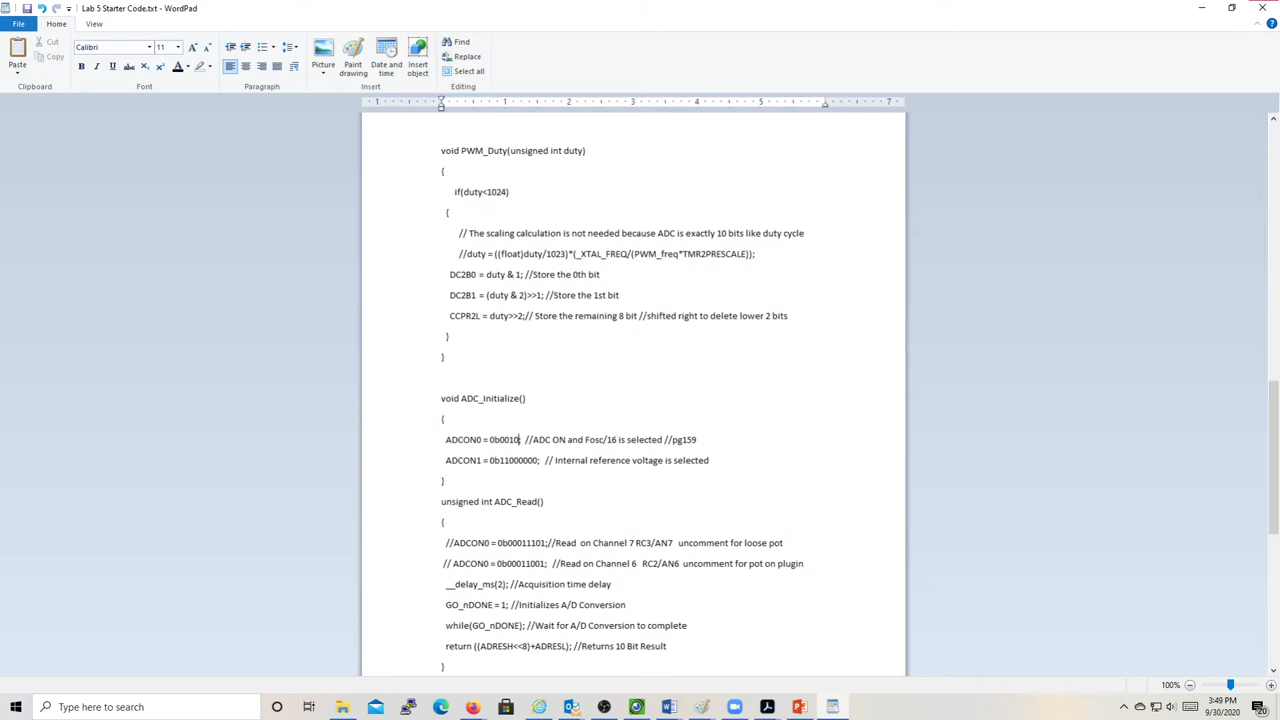 Lab 5 Starter Code.txt - WordPad
File Home View
Paste
Cut
Copy
Clipboard
Calibri 11
Font
Paragraph
Picture
Paint drawing
Date and time
Insert object
Insert
Find
Replace
Select all
Editing
1 1 2 3 4 5 7
void PWM_Duty(unsigned int duty)
{
if(duty<1024)
{
// The scaling calculation is not needed because ADC is exactly 10 bits like duty cycle
//duty = ((float)duty/1023)*(_XTAL_FREQ/(PWM_freq*TMR2PRESCALE));
DC2B0 = duty & 1; //Store the 0th bit
DC2B1 = (duty & 2)>>1; //Store the 1st bit
CCPR2L = duty>>2;// Store the remaining 8 bit //shifted right to delete lower 2 bits
}
}
void ADC_Initialize()
{
ADCON0 = 0b0010; //ADC ON and Fosc/16 is selected //pg159
ADCON1 = 0b11000000; // Internal reference voltage is selected
}
unsigned int ADC_Read()
{
//ADCON0 = 0b00011101;//Read on Channel 7 RC3/AN7 uncomment for loose pot
// ADCON0 = 0b00011001; //Read on Channel 6 RC2/AN6 uncomment for pot on plugin
__delay_ms(2); //Acquisition time delay
GO_nDONE = 1; //Initializes A/D Conversion
while(GO_nDONE); //Wait for A/D Conversion to complete
return ((ADRESH<<8)+ADRESL); //Returns 10 Bit Result
}
100%
Type here to search
3:49 PM
9/30/2020
20